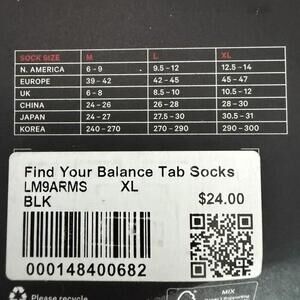 SOCK SIZE M L XL
N. AMERICA 6 - 9 9.5 - 12 12.5 - 14
EUROPE 39 - 42 42 - 45 45 - 47
UK 6 - 8 8.5 - 10 10.5 - 12
CHINA 24 - 26 26 - 28 28 - 30
JAPAN 24 - 27 27.5 - 30 30.5 - 31
KOREA 240 - 270 270 - 290 290 - 300
Find Your Balance Tab Socks
LM9ARMS XL
BLK $24.00
000148400682
Please recycle
MIX